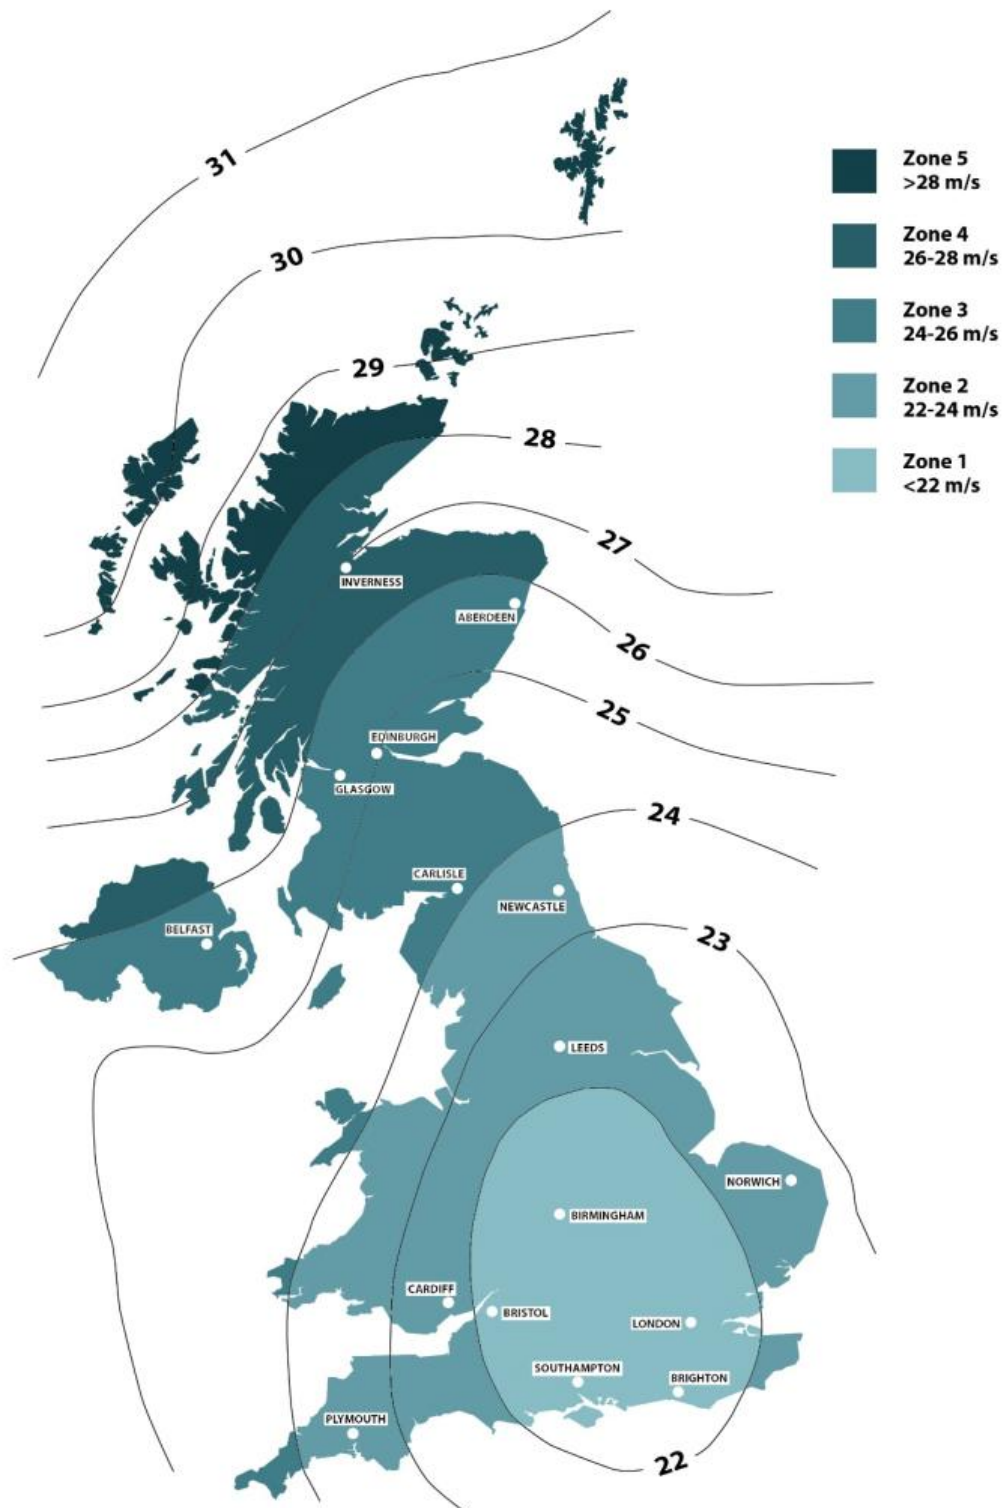 31
Zone 5
>28 m/s
Zone 4
26-28 m/s
30
Zone 3
24-26 m/s
29
Zone 2
22-24 m/s
28
Zone 1
<22 m/s
27
INVERNESS
ABERDEEN
26
25
EDINBURGH
GLASGOW
24
CARLISLE
NEWCASTLE
BELFAST
23
LEEDS
NORWICH
BIRMINGHAM
CARDIFF
BRISTOL
LONDON
SOUTHAMPTON
BRIGHTON
PLYMOUTH
22